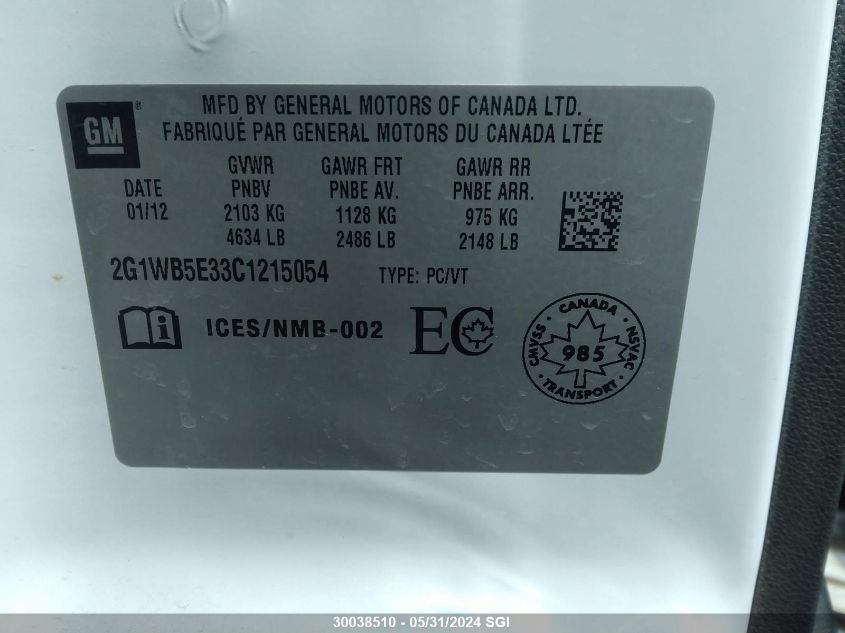 GM®
MFD BY GENERAL MOTORS OF CANADA LTD.
FABRIQUÉ PAR GENERAL MOTORS DU CANADA LTÉE
GVWR GAWR FRT GAWR RR
DATE PNBV PNBE AV. PNBE ARR.
01/12 2103 KG 1128 KG 975 KG
4634 LB 2486 LB 2148 LB
2G1WB5E33C1215054 TYPE: PC/VT
i ICES/NMB-002 EC
CANADA
CMVSS 985 NSVAC
TRANSPORT
30038510 - 05/31/2024 SGI